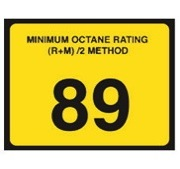 MINIMUM OCTANE RATING
(R+M) /2 METHOD
89